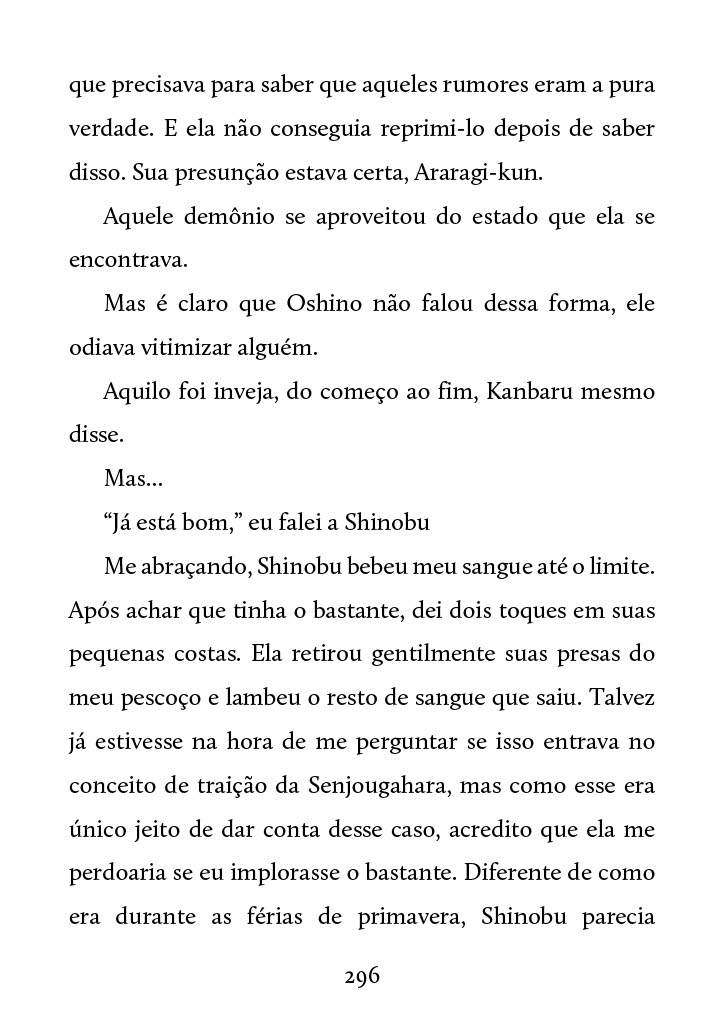 que precisava para saber que aqueles rumores eram a pura
verdade. E ela não conseguia reprimi-lo depois de saber
disso. Sua presunção estava certa, Araragi-kun.
Aquele demônio se aproveitou do estado que ela se
encontrava.
Mas é claro que Oshino não falou dessa forma, ele
odiava vitimizar alguém.
Aquilo foi inveja, do começo ao fim, Kanbaru mesmo
disse.
Mas...
“Já está bom,” eu falei a Shinobu
Me abraçando, Shinobu bebeu meu sangue até o limite.
Após achar que tinha o bastante, dei dois toques em suas
pequenas costas. Ela retirou gentilmente suas presas do
meu pescoço e lambeu o resto de sangue que saiu. Talvez
já estivesse na hora de me perguntar se isso entrava no
conceito de traição da Senjougahara, mas como esse era
único jeito de dar conta desse caso, acredito que ela me
perdoaria se eu implorasse o bastante. Diferente de como
era durante as férias de primavera, Shinobu parecia
296